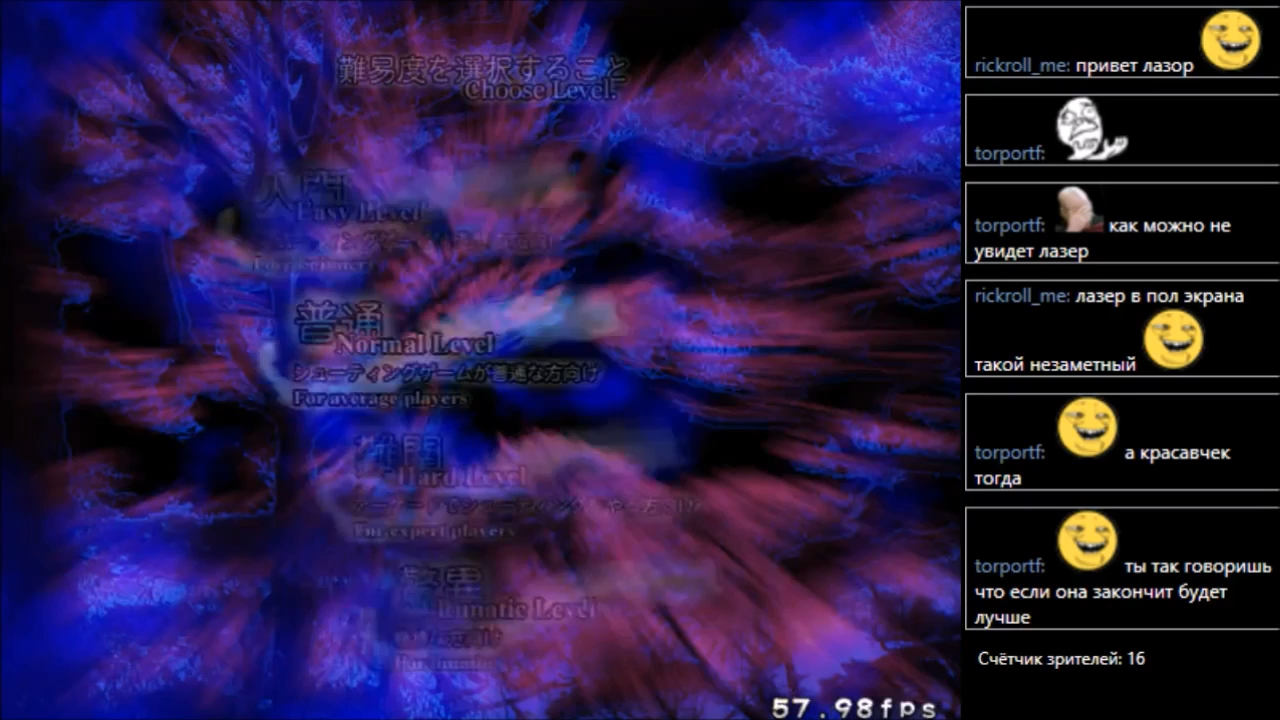 難易度を選択すること
Choose Level.
人間
Easy Level
普通
Normal Level
シューティングゲームが普通な方向け
For average players
Hard Level
For expert players
Lunatic Level
57.98fps
rickroll_me: привет лазор
torportf:
torportf: как можно не
увидет лазер
rickroll_me: лазер в пол экрана
такой незаметный
torportf: а красавчек
тогда
torportf: ты так говоришь
что если она закончит будет
лучше
Счётчик зрителей: 16